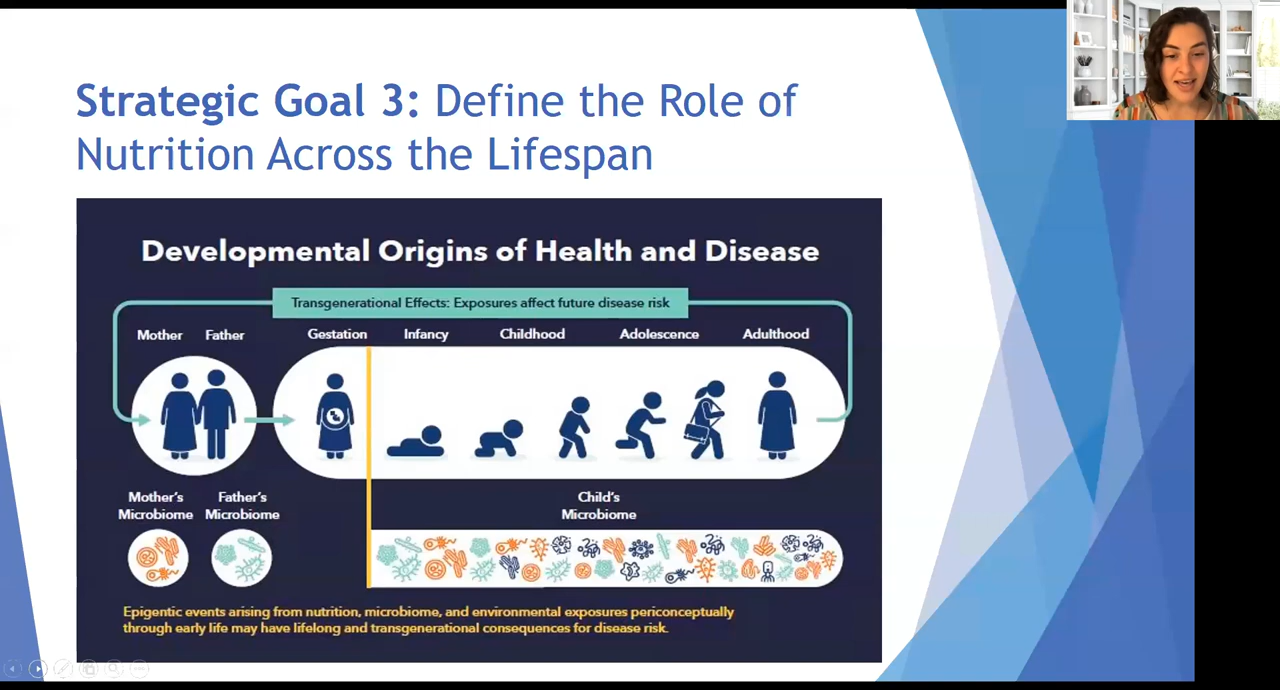 Strategic Goal 3: Define the Role of
Nutrition Across the Lifespan
Developmental Origins of Health and Disease
Transgenerational Effects: Exposures affect future disease risk
Mother Father Gestation Infancy Childhood Adolescence Adulthood
Mother's Father's Child's
Microbiome Microbiome Microbiome
Epigentic events arising from nutrition, microbiome, and environmental exposures periconceptually
through early life may have lifelong and transgenerational consequences for disease risk.